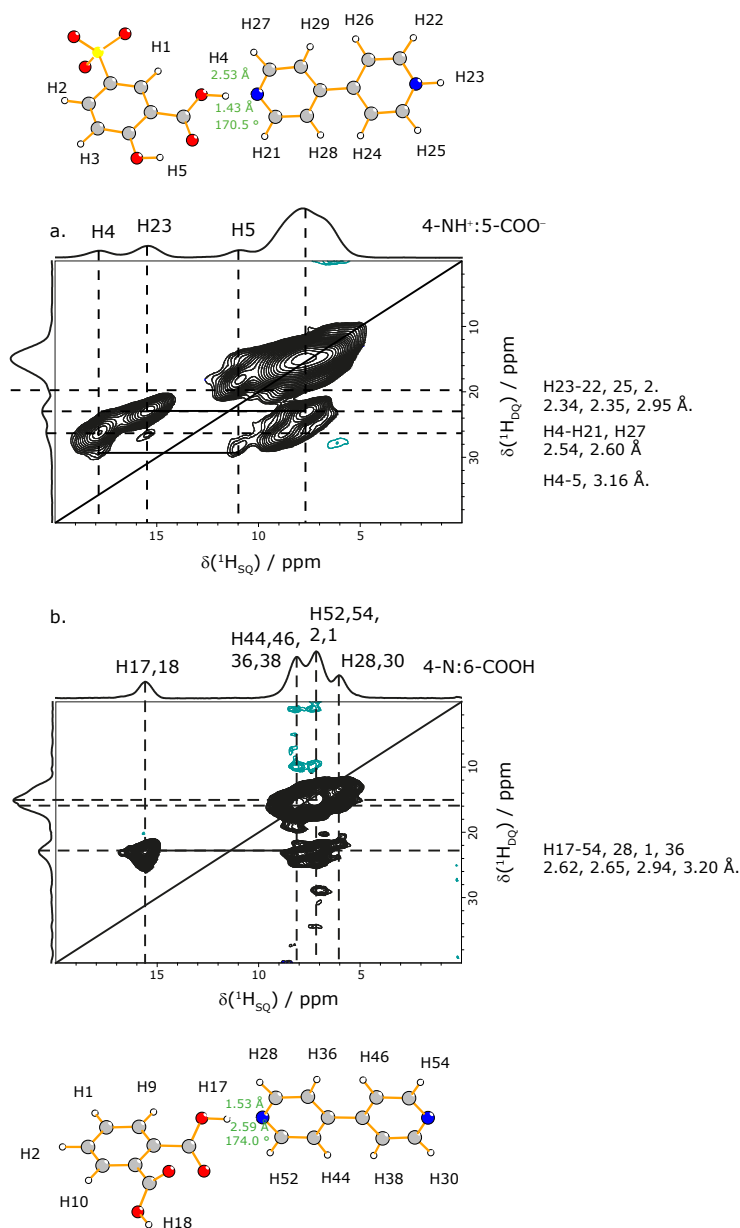 H27 H29 H26 H22
H1 H4 2.53 Å H23
H2 1.43 Å
170.5 °
H3 H5 H21 H28 H24 H25
a. H4 H23 H5 4-NH⁺:5-COO⁻
10
20
30
δ(¹H_DQ) / ppm
15 10 5
δ(¹H_SQ) / ppm
H23-22, 25, 2.
2.34, 2.35, 2.95 Å.
H4-H21, H27
2.54, 2.60 Å
H4-5, 3.16 Å.
b. H17,18 H44,46,
36,38 H52,54,
2,1 H28,30 4-N:6-COOH
10
20
30
δ(¹H_DQ) / ppm
15 10 5
δ(¹H_SQ) / ppm
H17-54, 28, 1, 36
2.62, 2.65, 2.94, 3.20 Å.
H28 H36 H46 H54
H1 H9 H17 1.53 Å
H2 2.59 Å
174.0 °
H10 H18 H52 H44 H38 H30